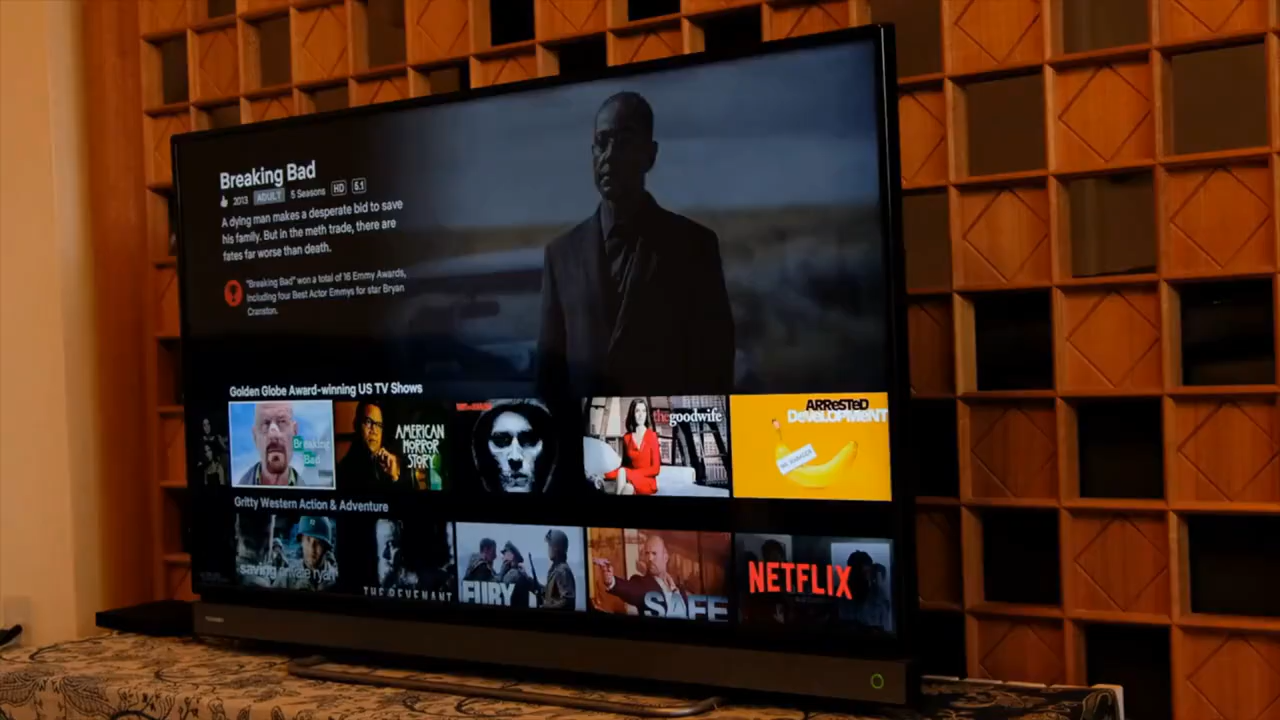 Breaking Bad
2013 ADULT 5 Seasons HD 5.1
A dying man makes a desperate bid to save
his family. But in the meth trade, there are
fates far worse than death.
"Breaking Bad" won a total of 16 Emmy Awards,
including four Best Actor Emmys for star Bryan
Cranston.
Golden Globe Award-winning US TV Shows
Breaking
Bad
AMERICAN
HORROR
STORY
thegoodwife
ARReSTeD
DeveLOPMENT
Gritty Western Action & Adventure
saving private ryan
THE REVENANT
FURY
SAFE
NETFLIX
TOSHIBA